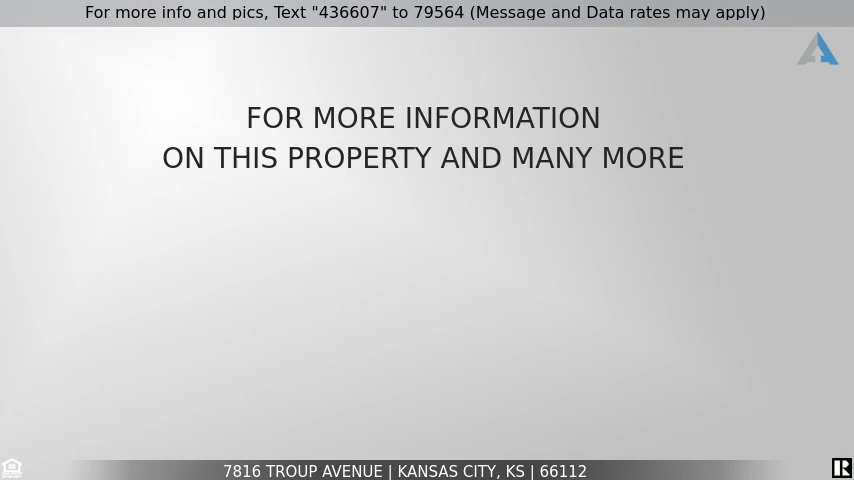 For more info and pics, Text "436607" to 79564 (Message and Data rates may apply)
FOR MORE INFORMATION
ON THIS PROPERTY AND MANY MORE
7816 TROUP AVENUE | KANSAS CITY, KS | 66112